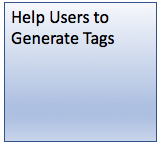 Help Users to
Generate Tags